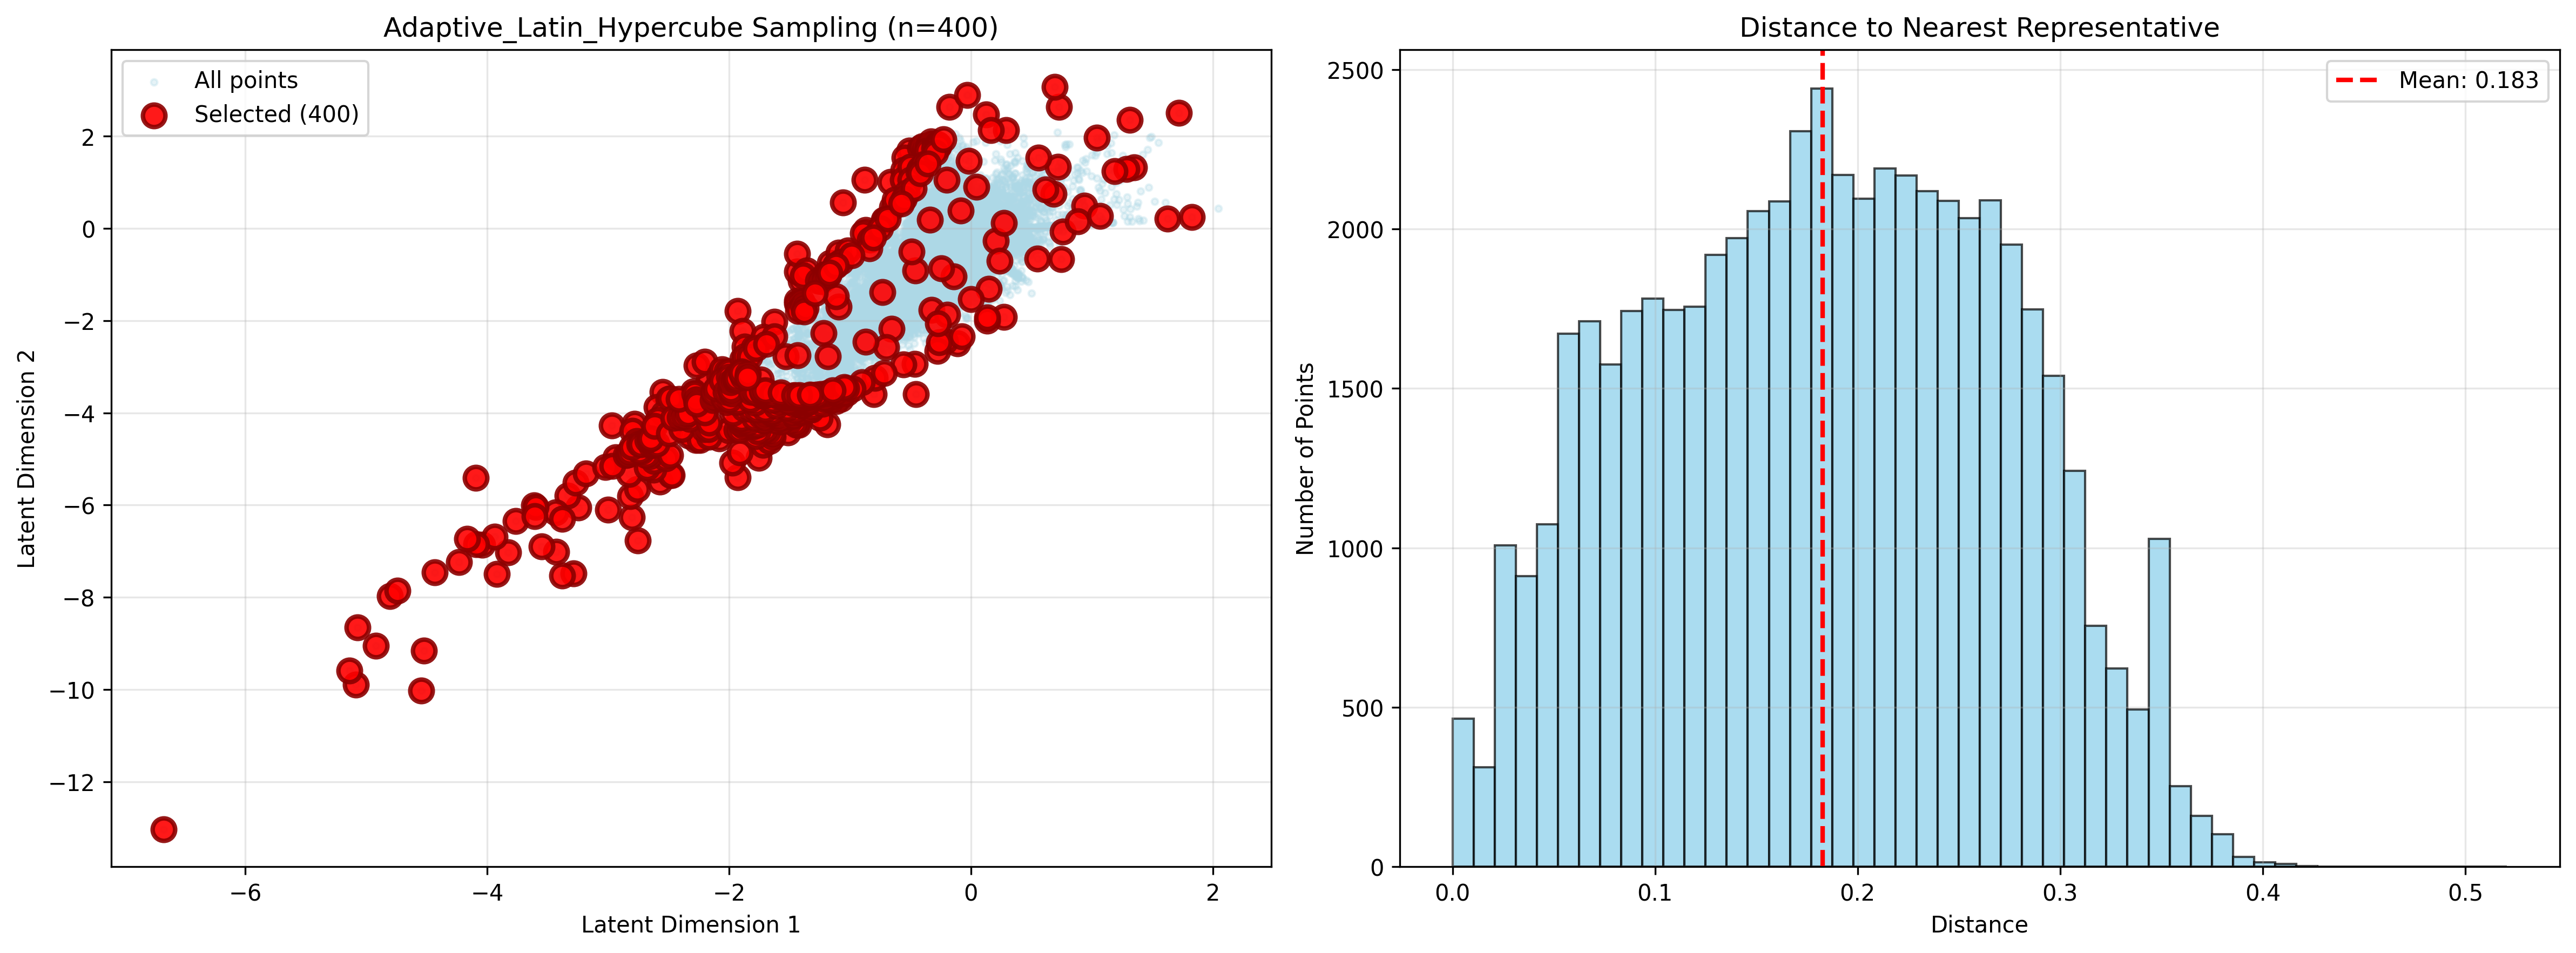 Adaptive_Latin_Hypercube Sampling (n=400)
All points
Selected (400)
2
0
−2
−4
−6
−8
−10
−12
Latent Dimension 2
−6
−4
−2
0
2
Latent Dimension 1
Distance to Nearest Representative
Mean: 0.183
2500
2000
1500
1000
500
0
Number of Points
0.0
0.1
0.2
0.3
0.4
0.5
Distance